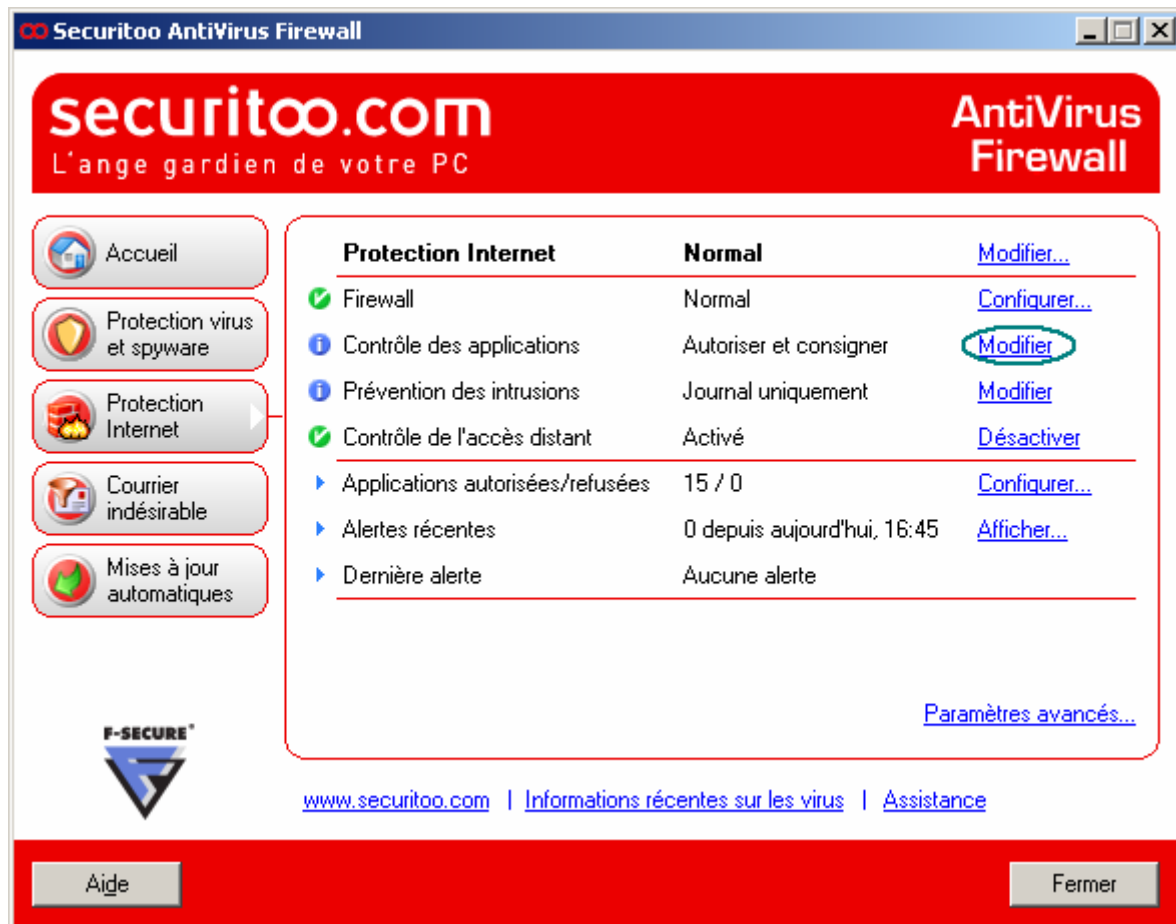 Securitoo AntiVirus Firewall
securitoo.com
L'ange gardien de votre PC
AntiVirus
Firewall
Accueil
Protection virus
et spyware
Protection
Internet
Courrier
indésirable
Mises à jour
automatiques
Protection Internet Normal Modifier...
Firewall Normal Configurer...
Contrôle des applications Autoriser et consigner Modifier
Prévention des intrusions Journal uniquement Modifier
Contrôle de l'accès distant Activé Désactiver
Applications autorisées/refusées 15 / 0 Configurer...
Alertes récentes 0 depuis aujourd'hui, 16:45 Afficher...
Dernière alerte Aucune alerte
Paramètres avancés...
F-SECURE®
www.securitoo.com | Informations récentes sur les virus | Assistance
Aide Fermer